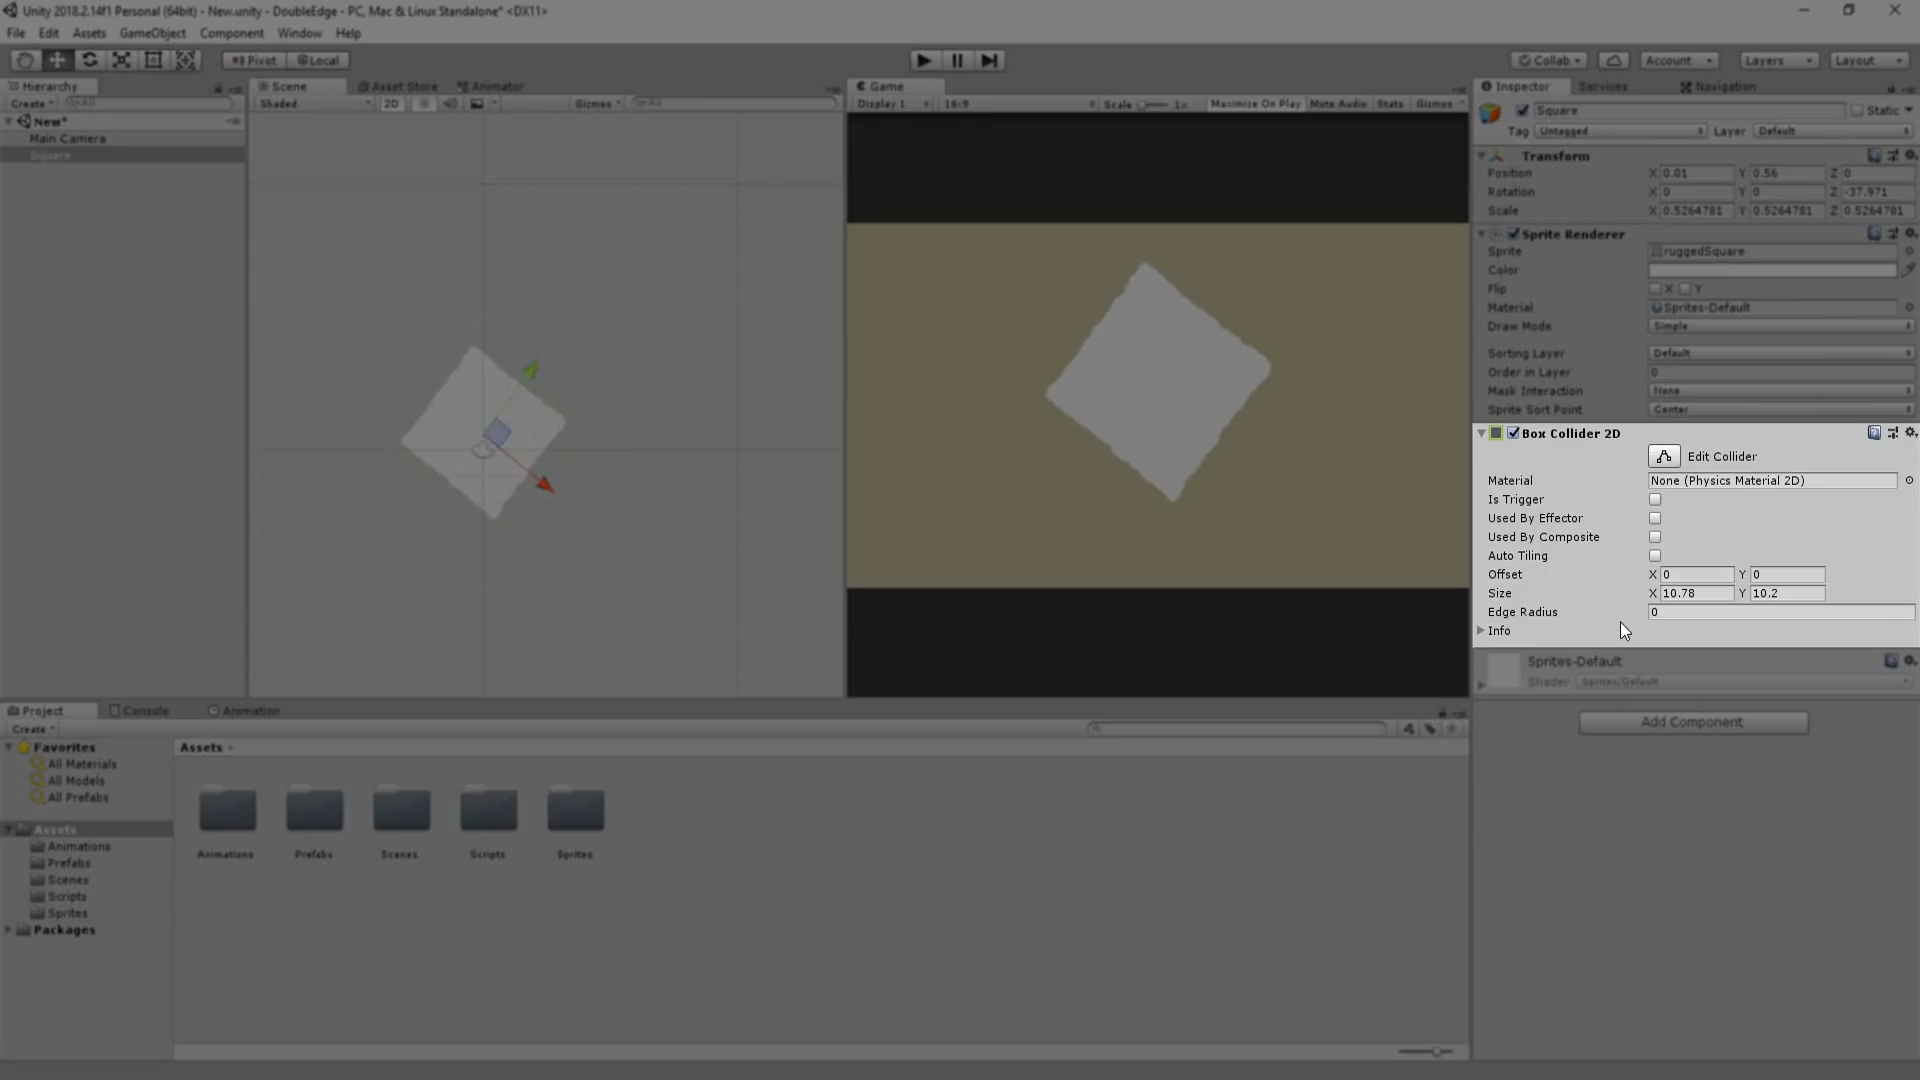 Unity 2018.2.14f1 Personal (64bit) - New.unity - DoubleEdge - PC, Mac & Linux Standalone* <DX11>
File Edit Assets GameObject Component Window Help
Pivot Local Collab Account Layers Layout
Hierarchy
Create All
New*
Main Camera
Square
Scene Asset Store Animator
Shaded 2D Gizmos All
Game
Display 1 16:9 Scale 1x Maximize On Play Mute Audio Stats Gizmos
Inspector Services Navigation
Square Static
Tag Untagged Layer Default
Transform
Position X 0.01 Y 0.56 Z 0
Rotation X 0 Y 0 Z -37.971
Scale X 0.5264781 Y 0.5264781 Z 0.5264781
Sprite Renderer
Sprite ruggedSquare
Color
Flip X Y
Material Sprites-Default
Draw Mode Simple
Sorting Layer Default
Order in Layer 0
Mask Interaction None
Sprite Sort Point Center
Box Collider 2D
Edit Collider
Material None (Physics Material 2D)
Is Trigger
Used By Effector
Used By Composite
Auto Tiling
Offset X 0 Y 0
Size X 10.78 Y 10.2
Edge Radius 0
Info
Sprites-Default
Shader Sprites/Default
Add Component
Project Console Animation
Create
Favorites
All Materials
All Models
All Prefabs
Assets
Animations
Prefabs
Scenes
Scripts
Sprites
Packages
Assets
Animations Prefabs Scenes Scripts Sprites